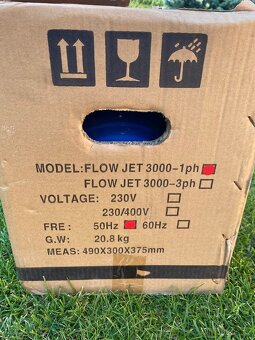 MODEL:FLOW JET 3000-1ph
FLOW JET 3000-3ph
VOLTAGE: 230V
230/400V
FRE: 50Hz 60Hz
G.W: 20.8 kg
MEAS: 490X300X375mm